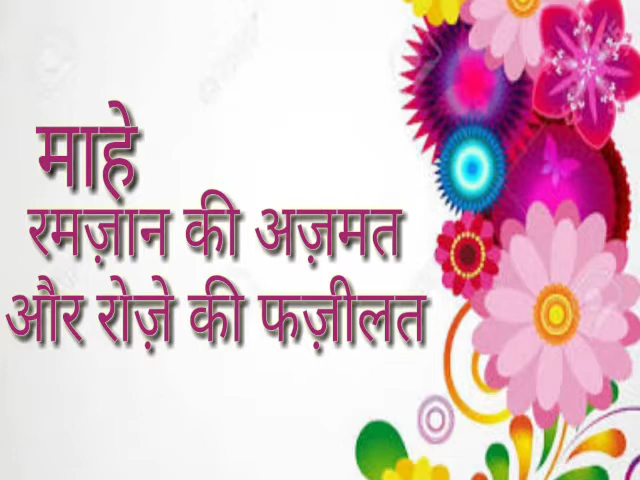 माहे
रमज़ान की अज़मत
और रोज़े की फज़ीलत